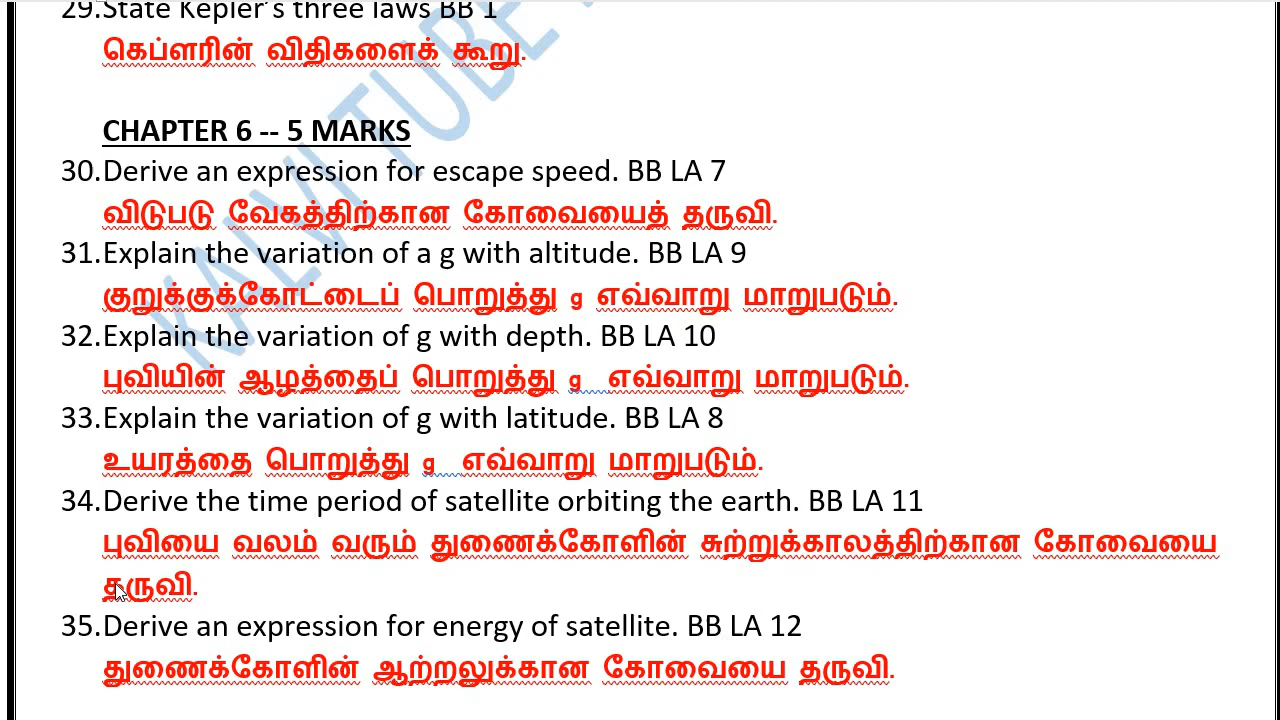 29.State Kepler's three laws BB 1
கெப்ளரின் விதிகளைக் கூறு.
CHAPTER 6 -- 5 MARKS
30.Derive an expression for escape speed. BB LA 7
விடுபடு வேகத்திற்கான கோவையைத் தருவி.
31.Explain the variation of a g with altitude. BB LA 9
குறுக்குக்கோட்டைப் பொறுத்து g எவ்வாறு மாறுபடும்.
32.Explain the variation of g with depth. BB LA 10
புவியின் ஆழத்தைப் பொறுத்து g எவ்வாறு மாறுபடும்.
33.Explain the variation of g with latitude. BB LA 8
உயரத்தை பொறுத்து g எவ்வாறு மாறுபடும்.
34.Derive the time period of satellite orbiting the earth. BB LA 11
புவியை வலம் வரும் துணைக்கோளின் சுற்றுக்காலத்திற்கான கோவையை
தருவி.
35.Derive an expression for energy of satellite. BB LA 12
துணைக்கோளின் ஆற்றலுக்கான கோவையை தருவி.
KALVI TUBE